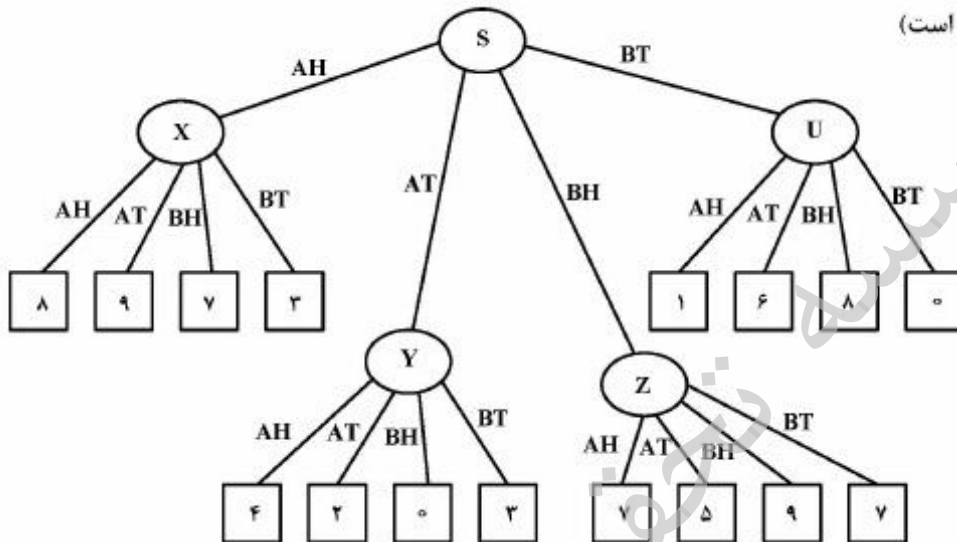 است)
S
AH
BT
X
U
AT
BH
AH AT BH BT
AH AT BH BT
۸ ۹ ۷ ۳
۱ ۶ ۸ ۰
Y
Z
AH AT BH BT
AH AT BH BT
۴ ۲ ۰ ۳
۷ ۵ ۹ ۷